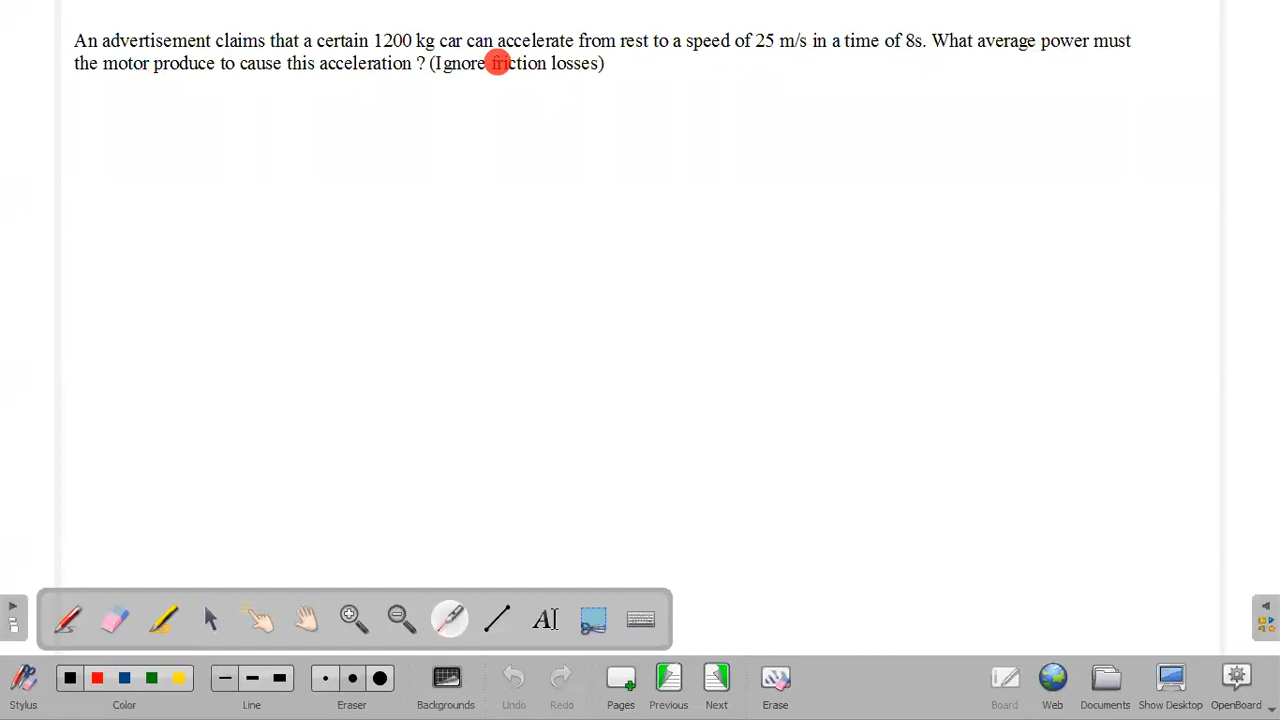 An advertisement claims that a certain 1200 kg car can accelerate from rest to a speed of 25 m/s in a time of 8s. What average power must
the motor produce to cause this acceleration ? (Ignore friction losses)
AI
Stylus
Color
Line
Eraser
Backgrounds
Undo
Redo
Pages
Previous
Next
Erase
Board
Web
Documents
Show Desktop
OpenBoard